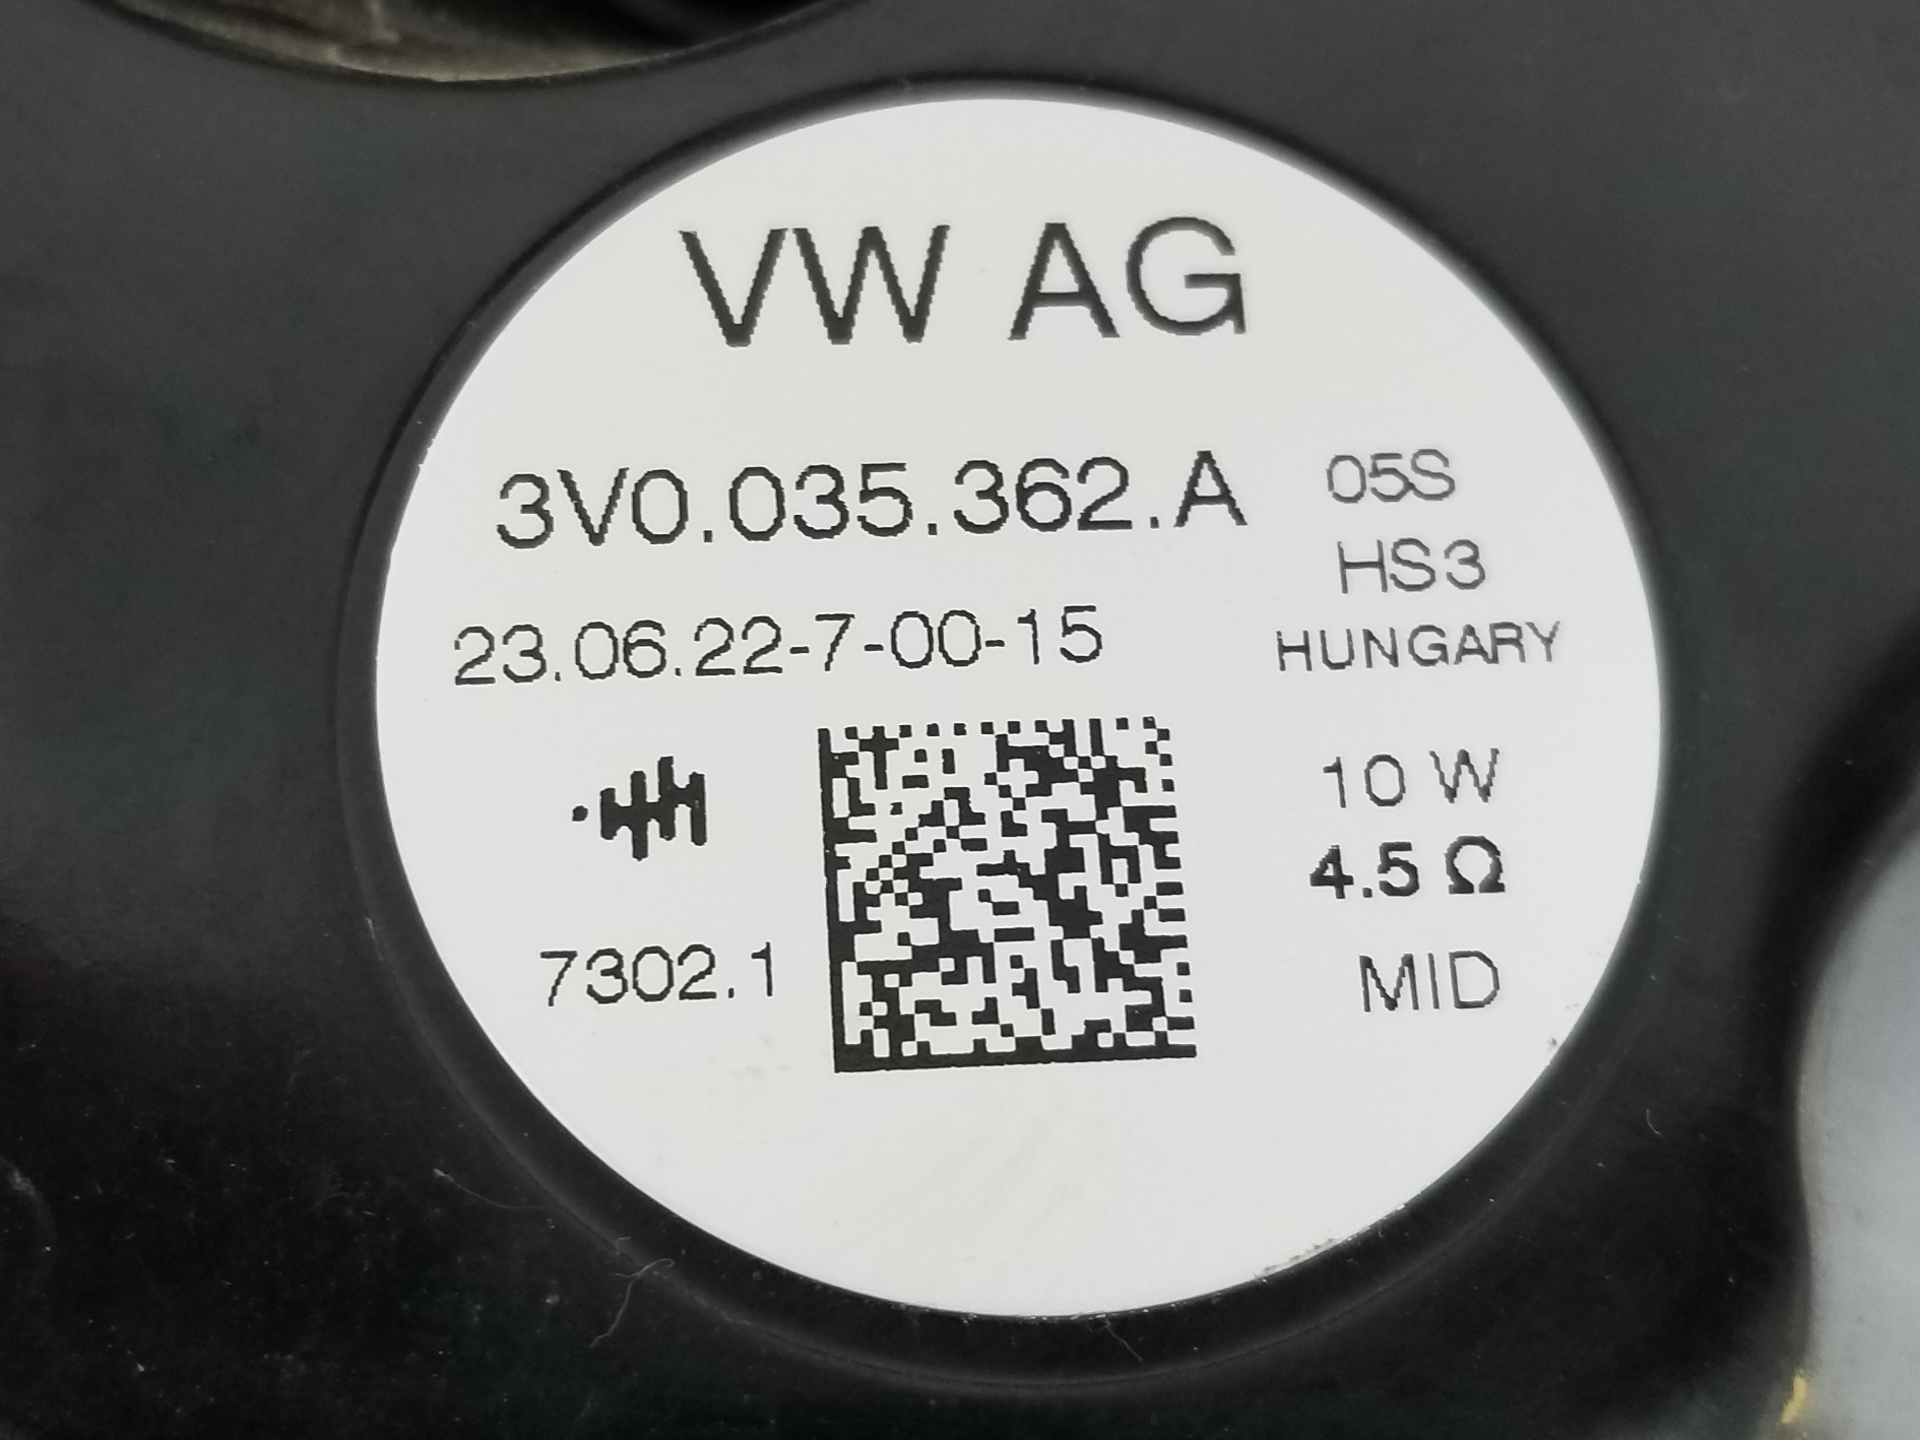 VW AG
3V0.035.362.A
05S
HS3
23.06.22-7-00-15
HUNGARY
10 W
4.5 Ω
7302.1
MID